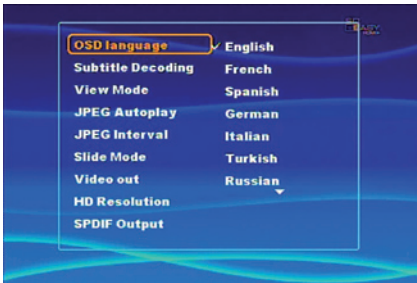 OSD language
Subtitle Decoding
View Mode
JPEG Autoplay
JPEG Interval
Slide Mode
Video out
HD Resolution
SPDIF Output
English
French
Spanish
German
Italian
Turkish
Russian